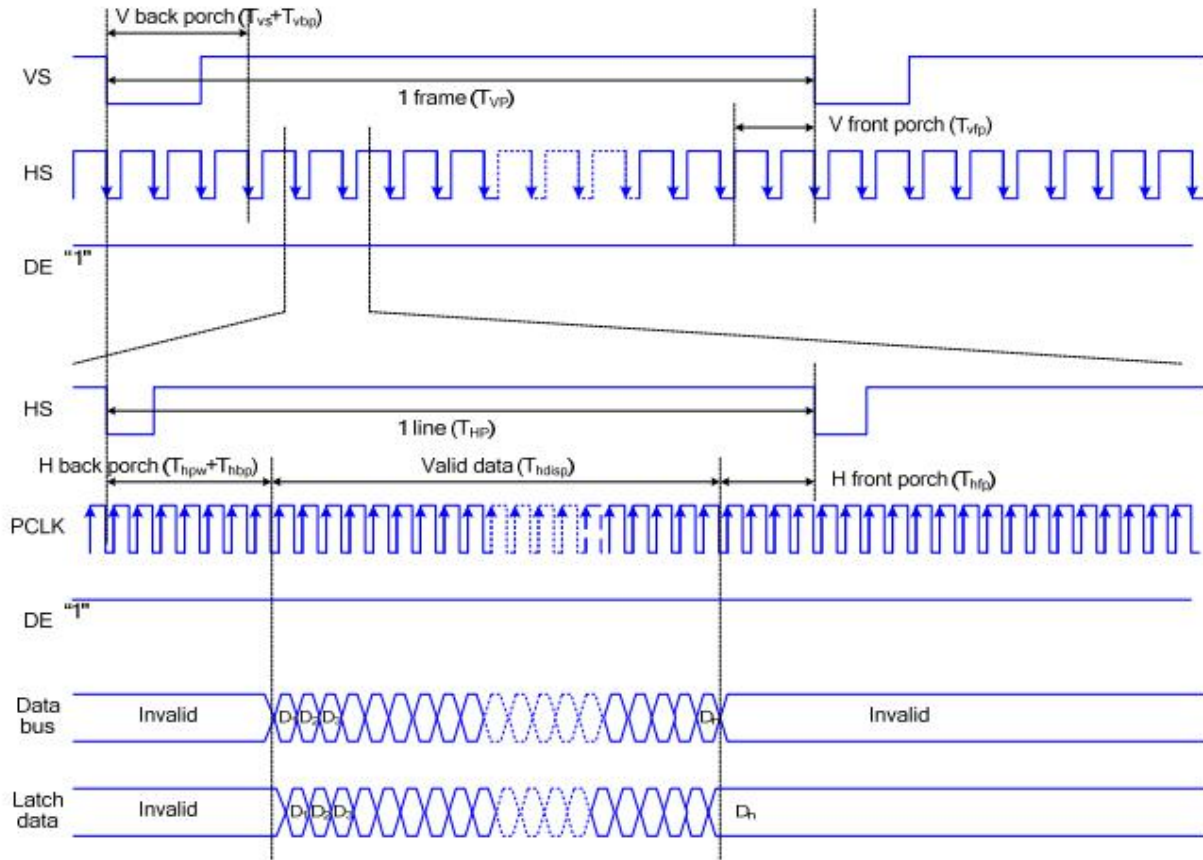 V back porch (Tvs+Tvbp)
VS
1 frame (TVP)
V front porch (Tvfp)
HS
DE "1"
HS
1 line (THP)
H back porch (Thpw+Thbp)
Valid data (Thdisp)
H front porch (Thfp)
PCLK
DE "1"
Data
bus
Invalid
D1 D2 D3
Dn
Invalid
Latch
data
Invalid
D1 D2 D3
Dn